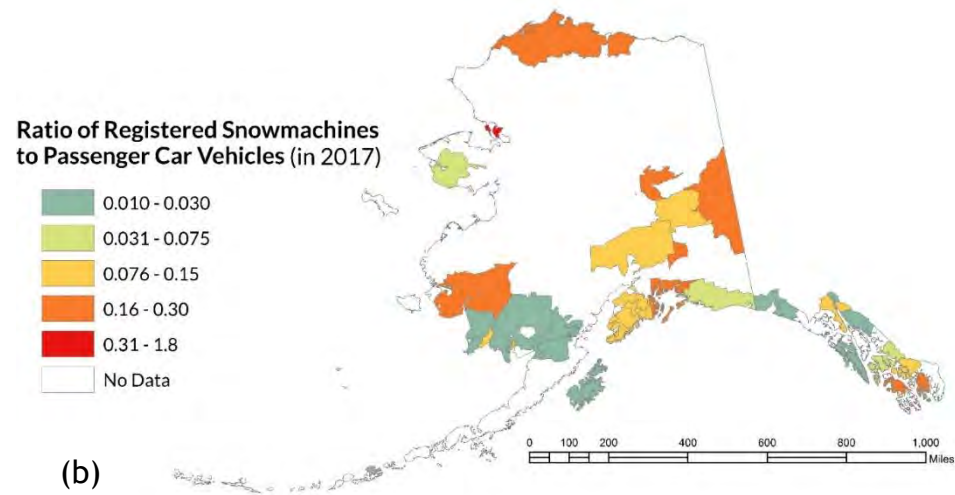 Ratio of Registered Snowmachines
to Passenger Car Vehicles (in 2017)
0.010 - 0.030
0.031 - 0.075
0.076 - 0.15
0.16 - 0.30
0.31 - 1.8
No Data
(b)
0 100 200 400 600 800 1,000
Miles